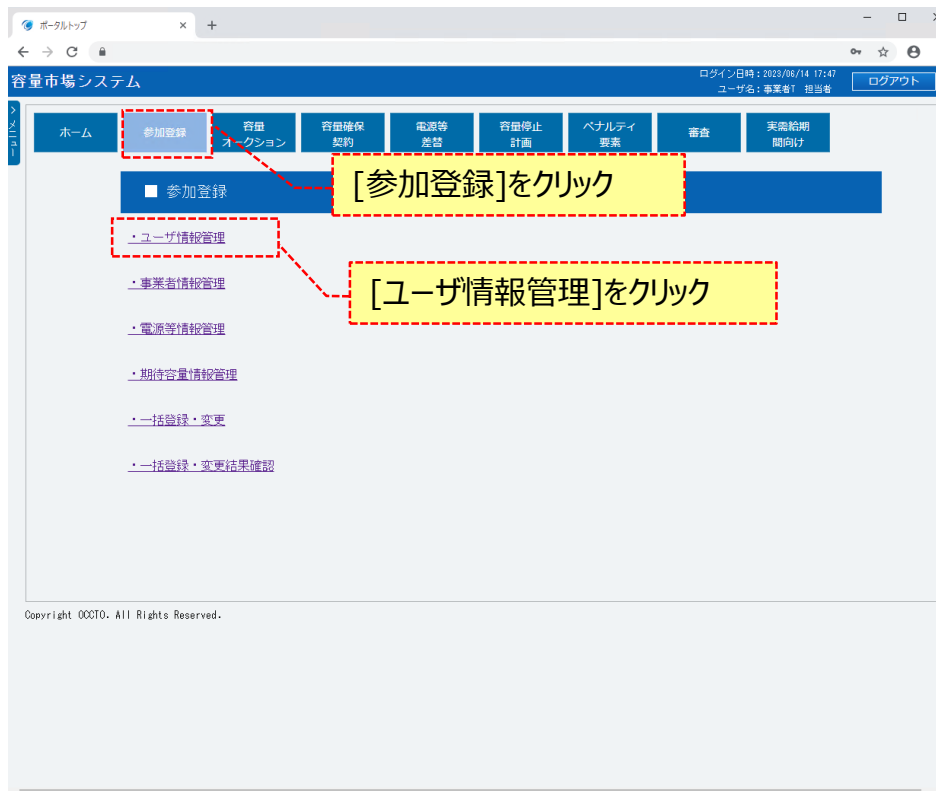 ポータルトップ
容量市場システム
ログイン日時：2023/06/14 17:47
ユーザ名：事業者T 担当者
ログアウト
>メニュー
ホーム
参加登録
容量
オークション
容量確保
契約
電源等
差替
容量停止
計画
ペナルティ
要素
審査
実需給期
間向け
[参加登録]をクリック
■ 参加登録
・ユーザ情報管理
[ユーザ情報管理]をクリック
・事業者情報管理
・電源等情報管理
・期待容量情報管理
・一括登録・変更
・一括登録・変更結果確認
Copyright OCCTO. All Rights Reserved.